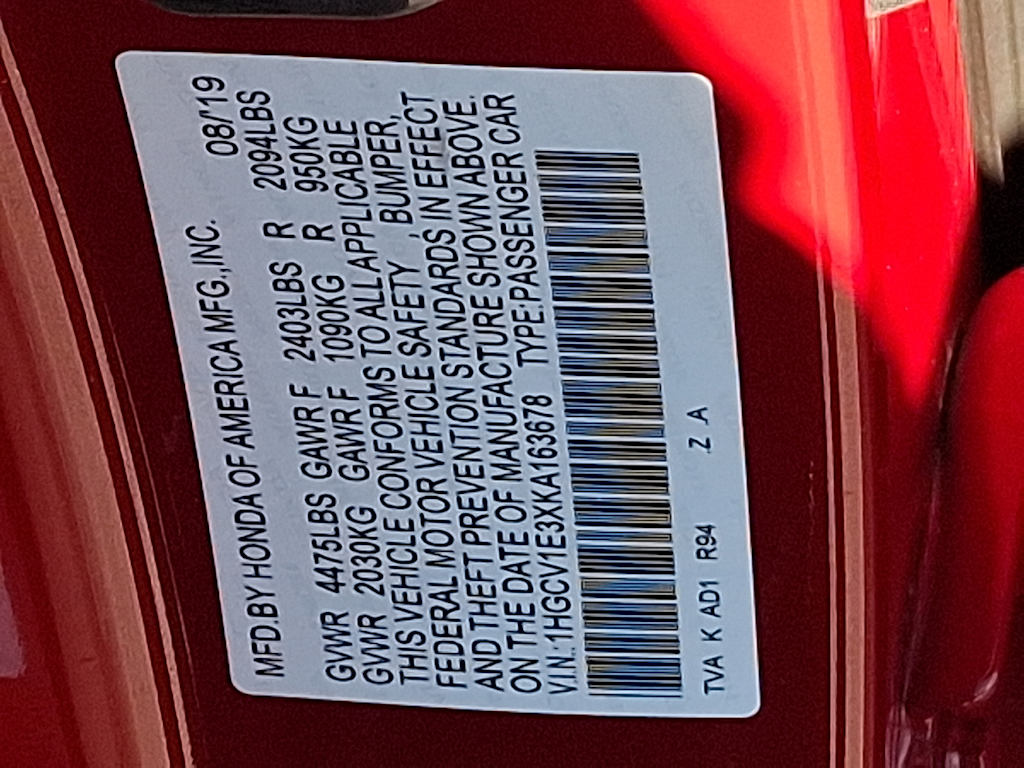 MFD.BY HONDA OF AMERICA MFG.,INC. 08/'19
GVWR 4475LBS GAWR F 2403LBS R 2094LBS
GVWR 2030KG GAWR F 1090KG R 950KG
THIS VEHICLE CONFORMS TO ALL APPLICABLE
FEDERAL MOTOR VEHICLE SAFETY , BUMPER,
AND THEFT PREVENTION STANDARDS IN EFFECT
ON THE DATE OF MANUFACTURE SHOWN ABOVE.
V.I.N.:1HGCV1E3XKA163678 TYPE:PASSENGER CAR
TVA K AD1 R94 .Z .A